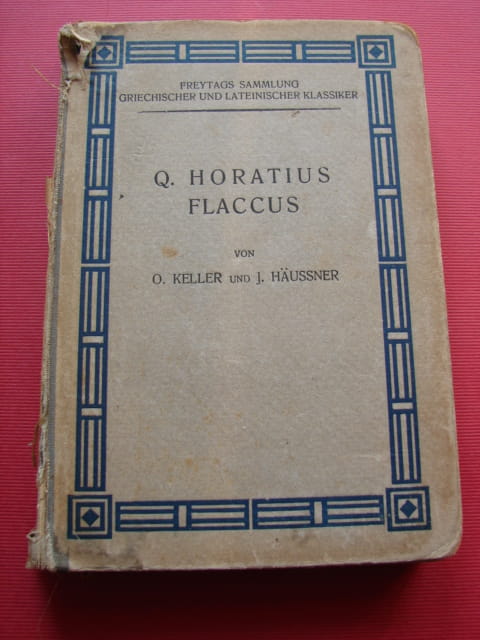 FREYTAGS SAMMLUNG
GRIECHISCHER UND LATEINISCHER KLASSIKER
Q. HORATIUS
FLACCUS
VON
O. KELLER UND J. HÄUSSNER